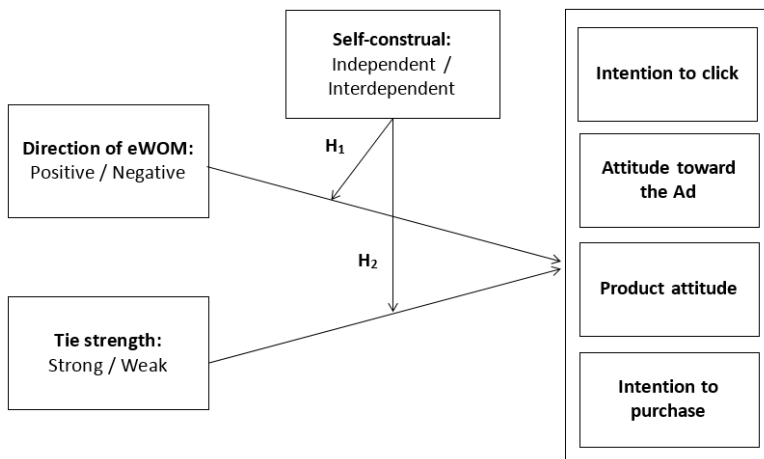 Self-construal:
Independent /
Interdependent
Intention to click
Direction of eWOM:
Positive / Negative
H1
Attitude toward
the Ad
H2
Product attitude
Tie strength:
Strong / Weak
Intention to
purchase